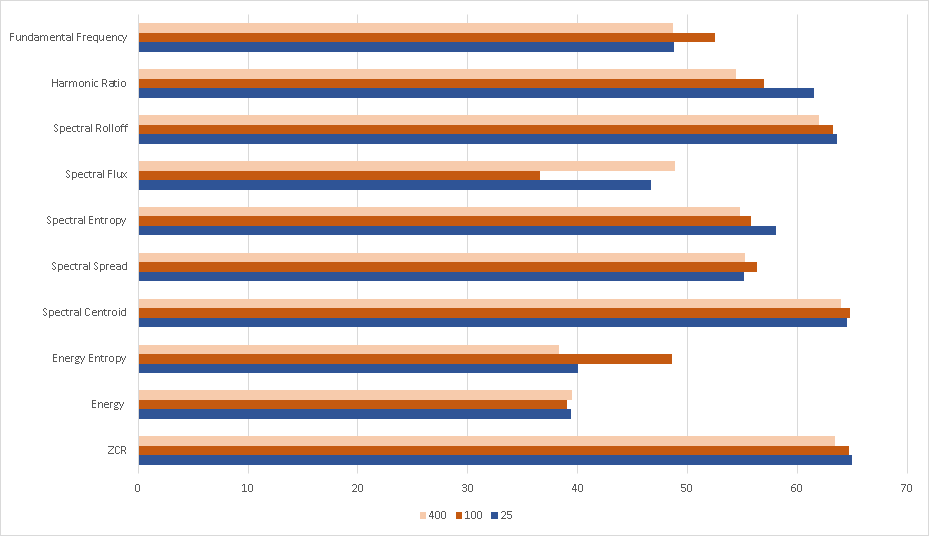 Fundamental Frequency
Harmonic Ratio
Spectral Rolloff
Spectral Flux
Spectral Entropy
Spectral Spread
Spectral Centroid
Energy Entropy
Energy
ZCR
0 10 20 30 40 50 60 70
400 100 25